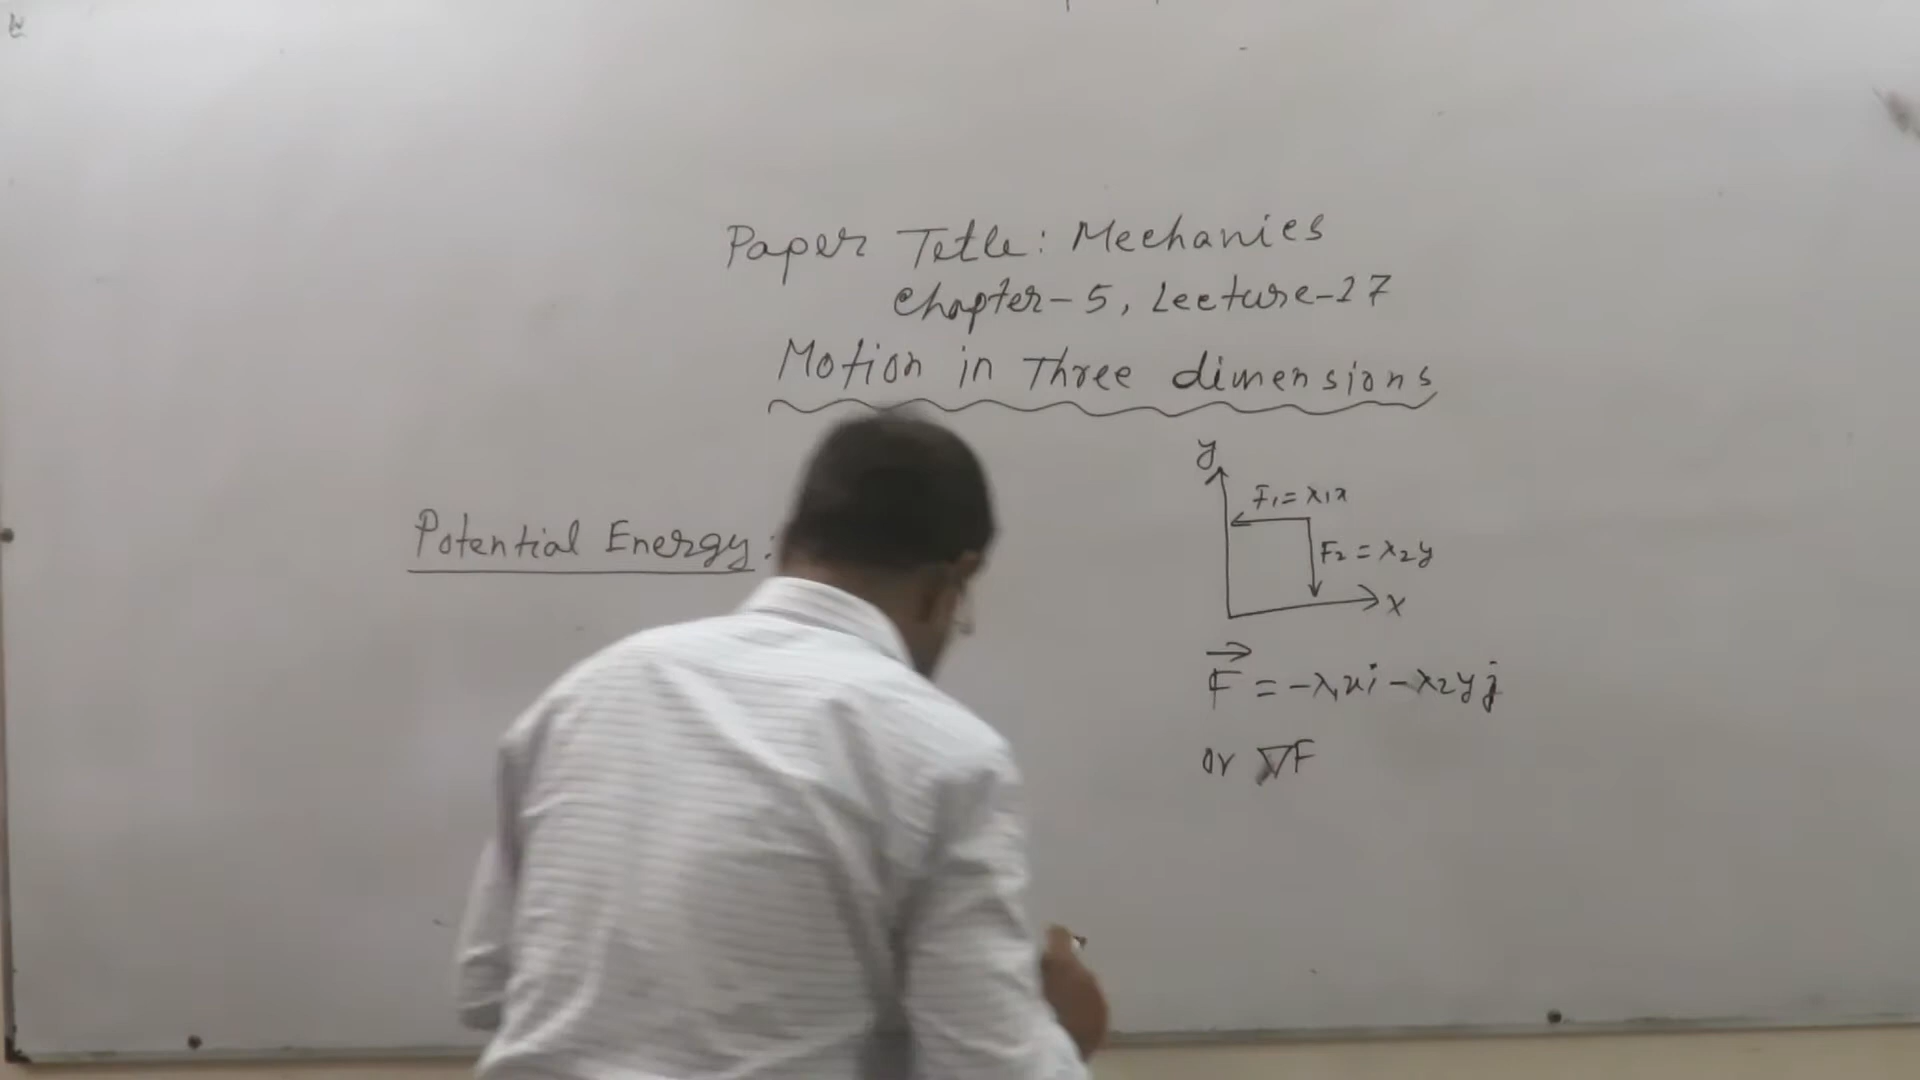 Paper Tetle: Mechanics
Chapter-5, Lecture-27
Motion in Three dimensions
Potential Energy:
y
F₁ = λ₁x
F₂ = λ₂y
x
F⃗ = -λ₁xi - λ₂yj
or ∇F